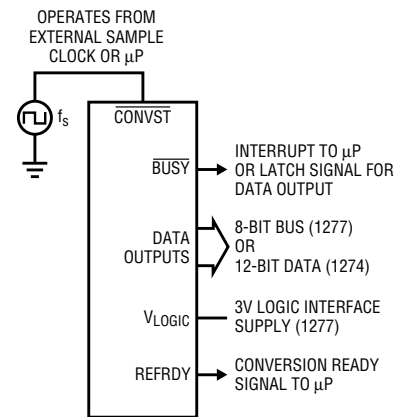 OPERATES FROM
EXTERNAL SAMPLE
CLOCK OR µP
fs
CONVST
BUSY
INTERRUPT TO µP
OR LATCH SIGNAL FOR
DATA OUTPUT
DATA
OUTPUTS
8-BIT BUS (1277)
OR
12-BIT DATA (1274)
VLOGIC
3V LOGIC INTERFACE
SUPPLY (1277)
REFRDY
CONVERSION READY
SIGNAL TO µP